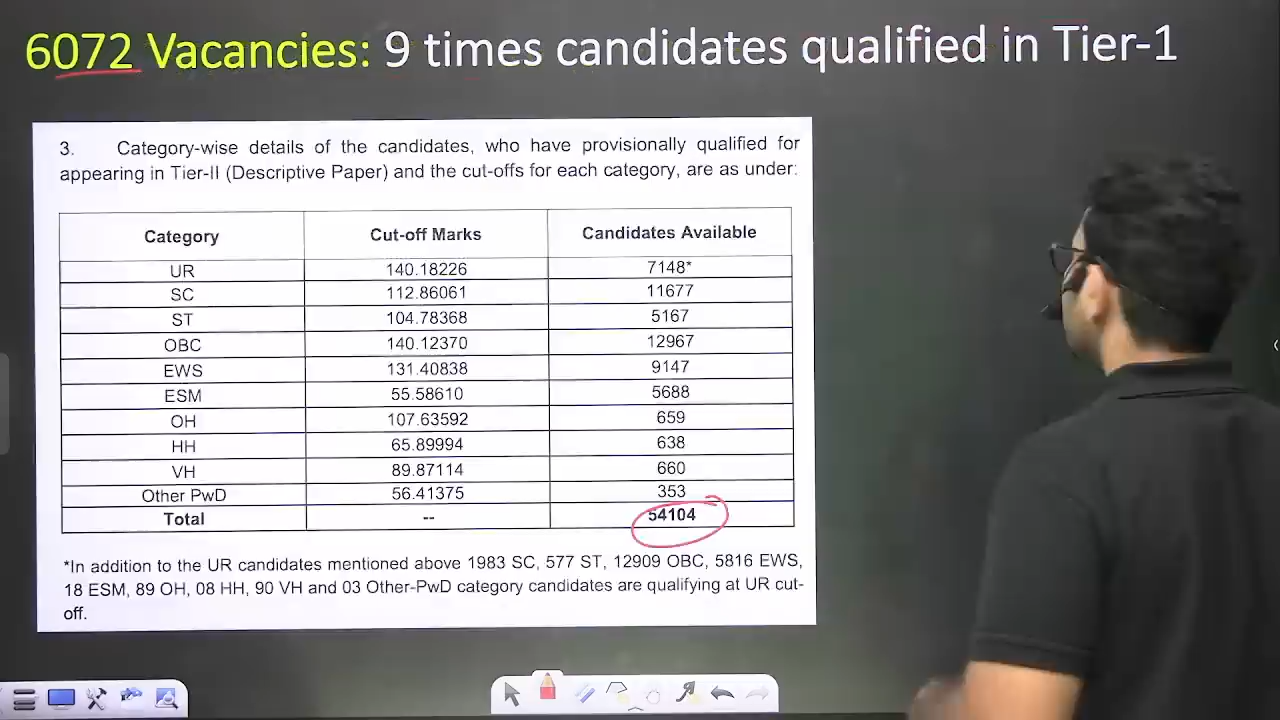 6072 Vacancies: 9 times candidates qualified in Tier-1
3. Category-wise details of the candidates, who have provisionally qualified for
appearing in Tier-II (Descriptive Paper) and the cut-offs for each category, are as under:
Category Cut-off Marks Candidates Available
UR 140.18226 7148*
SC 112.86061 11677
ST 104.78368 5167
OBC 140.12370 12967
EWS 131.40838 9147
ESM 55.58610 5688
OH 107.63592 659
HH 65.89994 638
VH 89.87114 660
Other PwD 56.41375 353
Total -- 54104
*In addition to the UR candidates mentioned above 1983 SC, 577 ST, 12909 OBC, 5816 EWS,
18 ESM, 89 OH, 08 HH, 90 VH and 03 Other-PwD category candidates are qualifying at UR cut-
off.